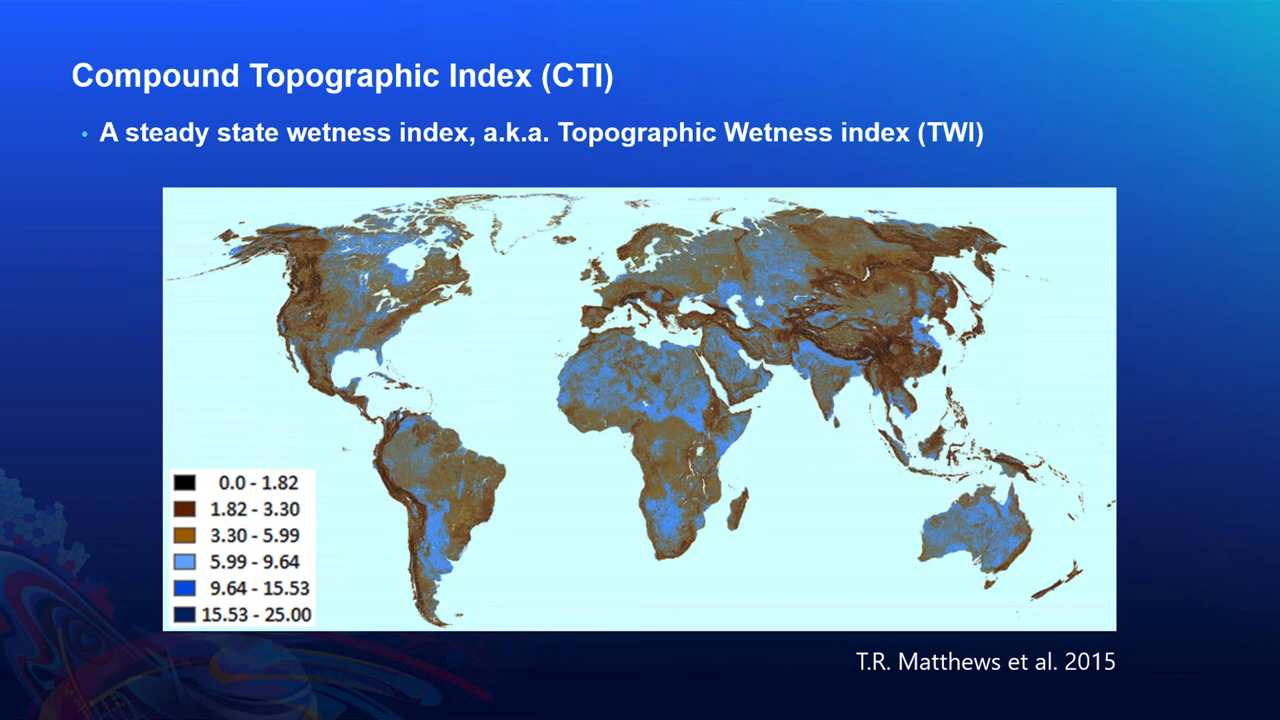 Compound Topographic Index (CTI)
• A steady state wetness index, a.k.a. Topographic Wetness index (TWI)
0.0 - 1.82
1.82 - 3.30
3.30 - 5.99
5.99 - 9.64
9.64 - 15.53
15.53 - 25.00
T.R. Matthews et al. 2015